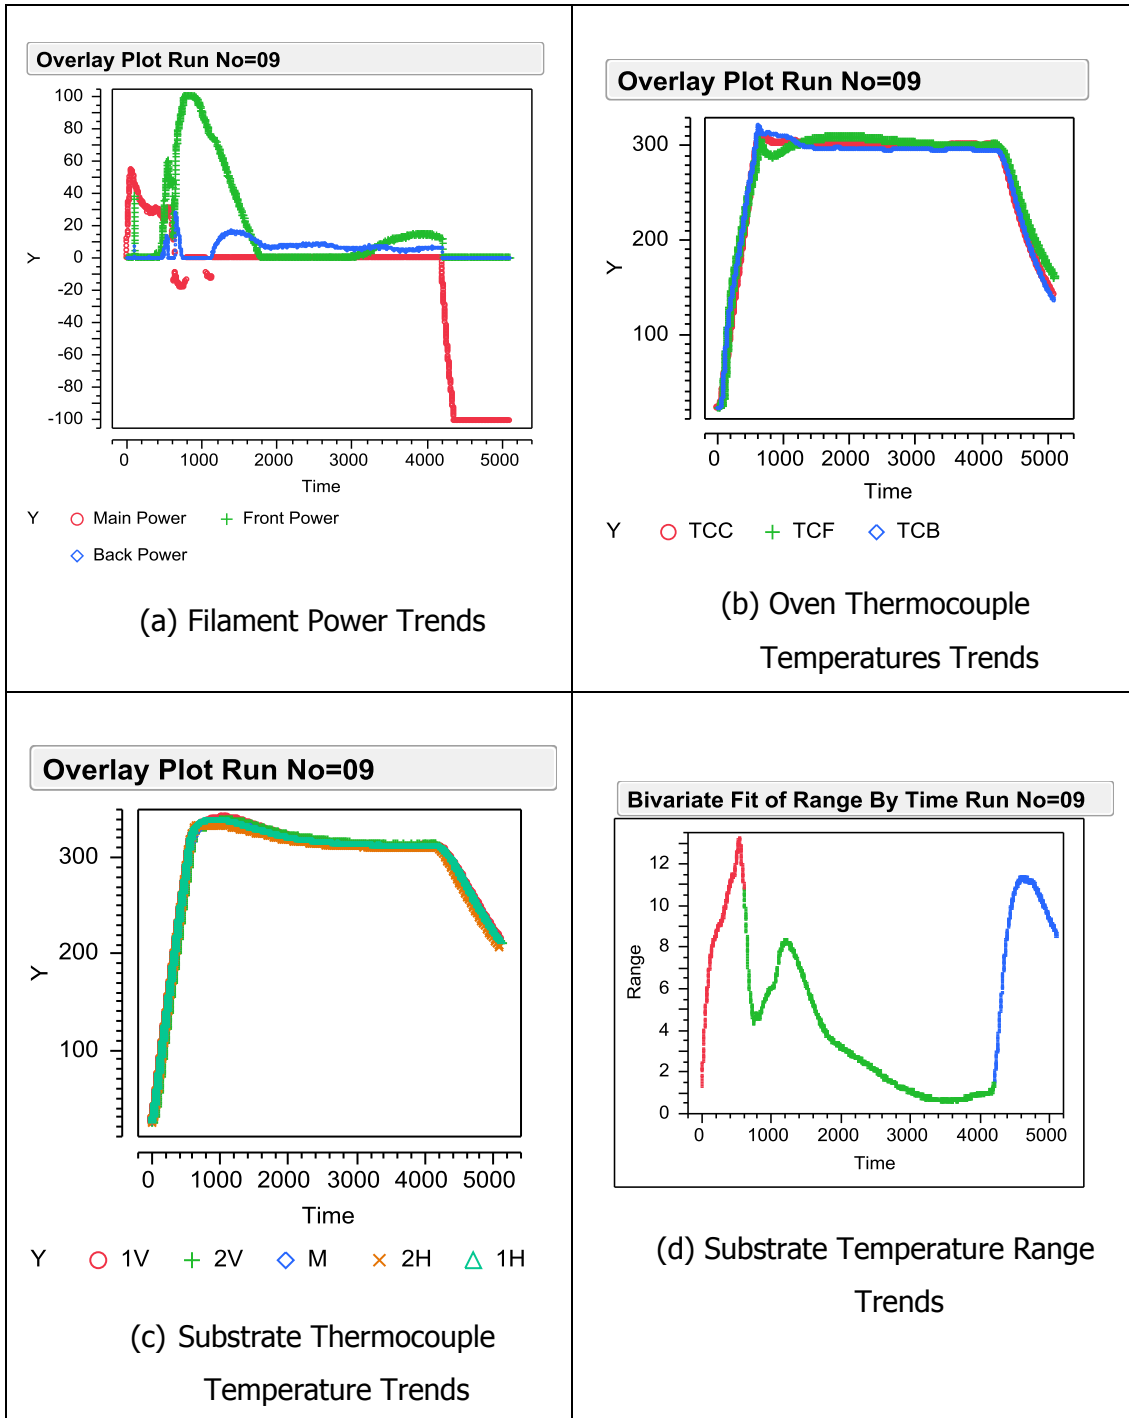 Overlay Plot Run No=09
100
80
60
40
20
0
-20
-40
-60
-80
-100
Y
0 1000 2000 3000 4000 5000
Time
Y Main Power Front Power
Back Power
(a) Filament Power Trends
Overlay Plot Run No=09
300
200
100
Y
0 1000 2000 3000 4000 5000
Time
Y TCC TCF TCB
(b) Oven Thermocouple
Temperatures Trends
Overlay Plot Run No=09
300
200
100
Y
0 1000 2000 3000 4000 5000
Time
Y 1V 2V M 2H 1H
(c) Substrate Thermocouple
Temperature Trends
Bivariate Fit of Range By Time Run No=09
12
10
8
6
4
2
0
Range
0 1000 2000 3000 4000 5000
Time
(d) Substrate Temperature Range
Trends